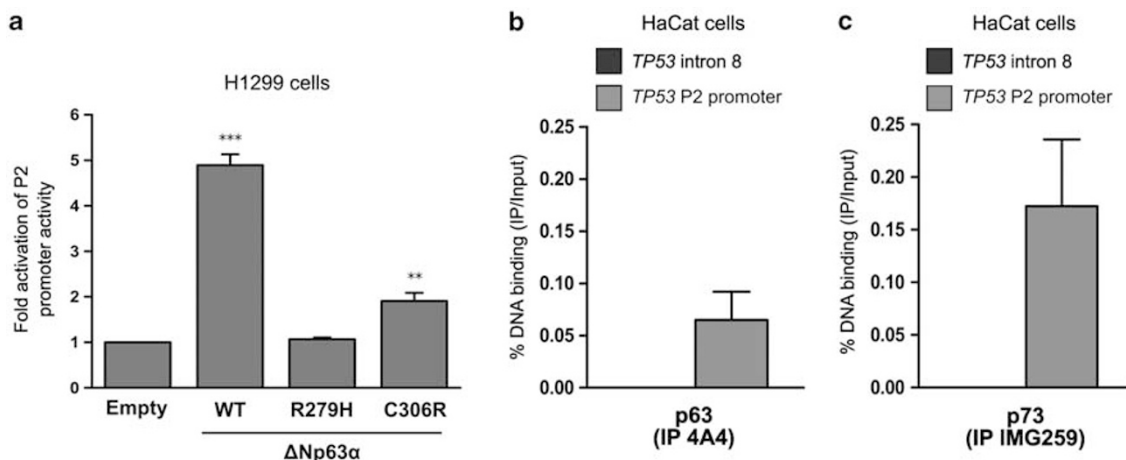 a
H1299 cells
Fold activation of P2
promoter activity
6
5
4
3
2
1
0
***
**
Empty
WT
R279H
C306R
ΔNp63α
b
HaCat cells
TP53 intron 8
TP53 P2 promoter
% DNA binding (IP/Input)
0.25
0.20
0.15
0.10
0.05
0.00
p63
(IP 4A4)
c
HaCat cells
TP53 intron 8
TP53 P2 promoter
% DNA binding (IP/Input)
0.25
0.20
0.15
0.10
0.05
0.00
p73
(IP IMG259)